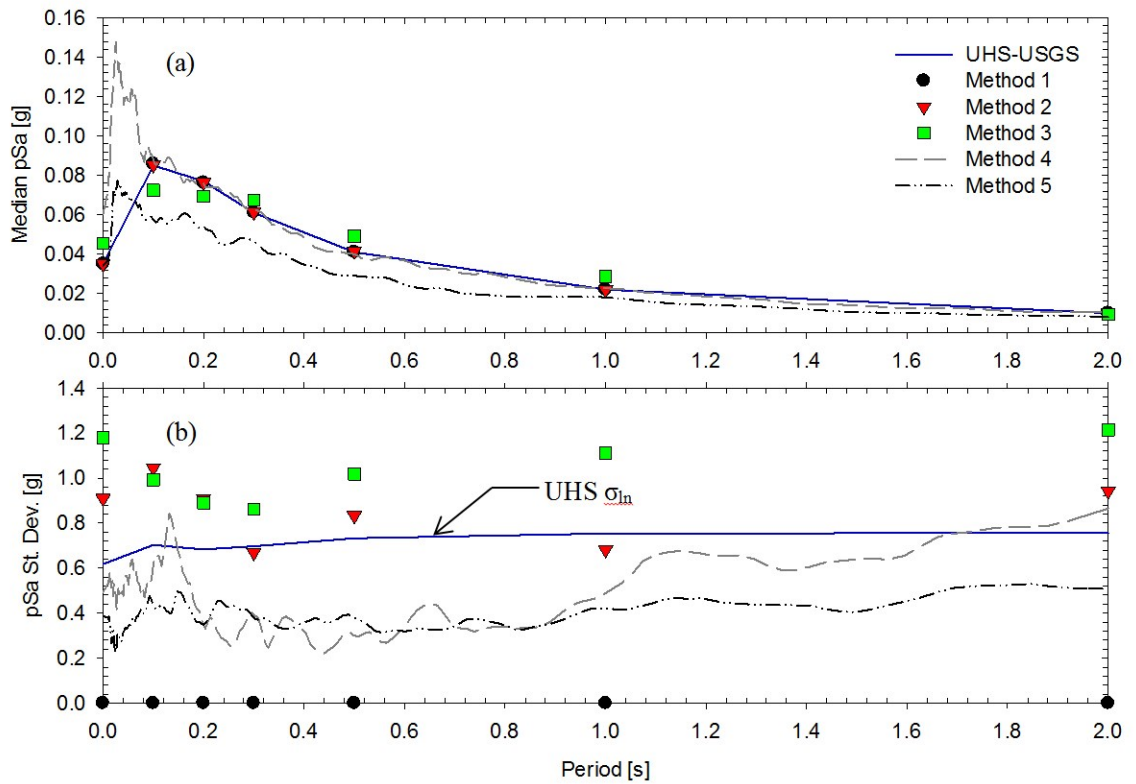 0.16
0.14
0.12
0.10
0.08
0.06
0.04
0.02
0.00
Median pSa [g]
(a)
UHS-USGS
Method 1
Method 2
Method 3
Method 4
Method 5
0.0 0.2 0.4 0.6 0.8 1.0 1.2 1.4 1.6 1.8 2.0
1.4
1.2
1.0
0.8
0.6
0.4
0.2
0.0
pSa St. Dev. [g]
(b)
UHS σln
0.0 0.2 0.4 0.6 0.8 1.0 1.2 1.4 1.6 1.8 2.0
Period [s]